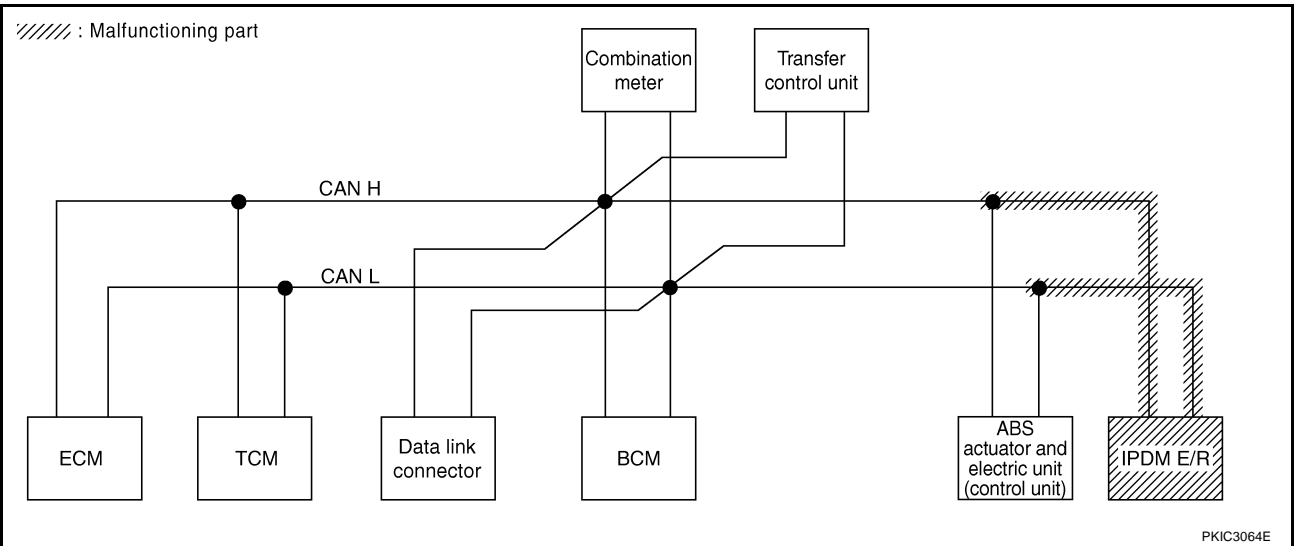 : Malfunctioning part
Combination
meter
Transfer
control unit
CAN H
CAN L
ECM
TCM
Data link
connector
BCM
ABS
actuator and
electric unit
(control unit)
IPDM E/R
PKIC3064E